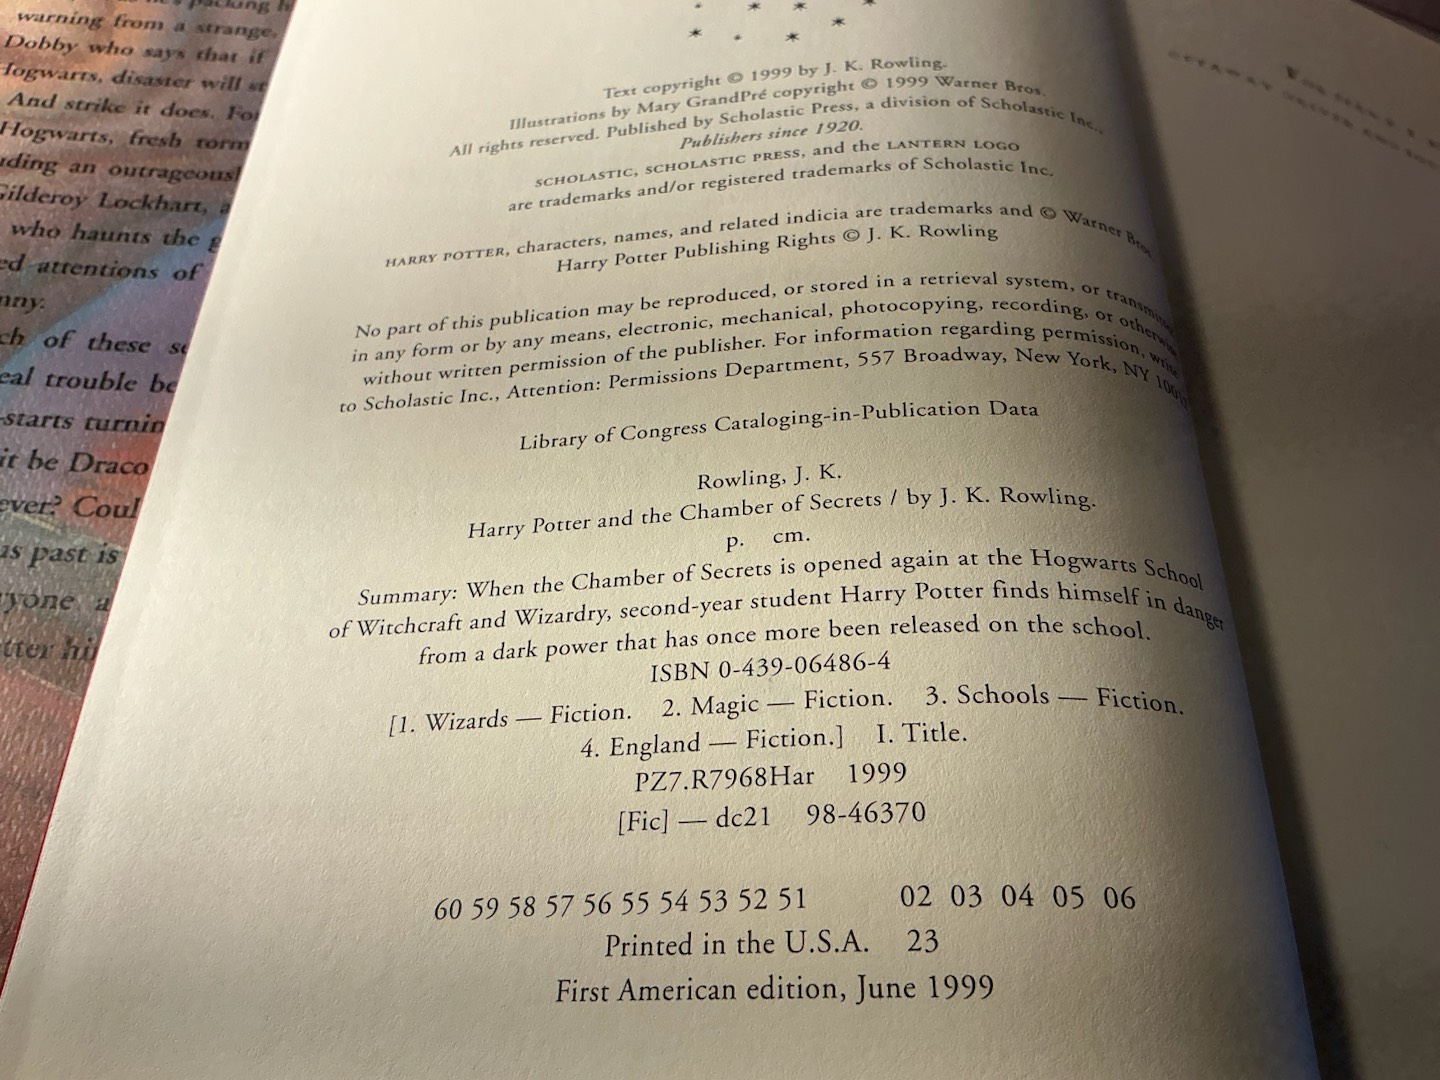 warning from a strange,
Dobby who says that if
Hogwarts, disaster will
And strike it does. For
Hogwarts, fresh
an outrageous
Gilderoy Lockhart,
who haunts the
attentions of
of these
trouble be
starts
it be Draco
past is
Text copyright © 1999 by J. K. Rowling.
Illustrations by Mary GrandPré copyright © 1999 Warner Bros.
All rights reserved. Published by Scholastic Press, a division of Scholastic Inc.,
Publishers since 1920.
SCHOLASTIC, SCHOLASTIC PRESS, and the LANTERN LOGO
are trademarks and/or registered trademarks of Scholastic Inc.
HARRY POTTER, characters, names, and related indicia are trademarks and © Warner Bros.
Harry Potter Publishing Rights © J. K. Rowling
No part of this publication may be reproduced, or stored in a retrieval system, or
in any form or by any means, electronic, mechanical, photocopying, recording, or otherwise
without written permission of the publisher. For information regarding permission, write
to Scholastic Inc., Attention: Permissions Department, 557 Broadway, New York, NY
Library of Congress Cataloging-in-Publication Data
Rowling, J. K.
Harry Potter and the Chamber of Secrets / by J. K. Rowling.
p. cm.
Summary: When the Chamber of Secrets is opened again at the Hogwarts School
of Witchcraft and Wizardry, second-year student Harry Potter finds himself in danger
from a dark power that has once more been released on the school.
ISBN 0-439-06486-4
[1. Wizards — Fiction. 2. Magic — Fiction. 3. Schools — Fiction.
4. England — Fiction.] I. Title.
PZ7.R7968Har 1999
[Fic] — dc21 98-46370
60 59 58 57 56 55 54 53 52 51 02 03 04 05 06
Printed in the U.S.A. 23
First American edition, June 1999